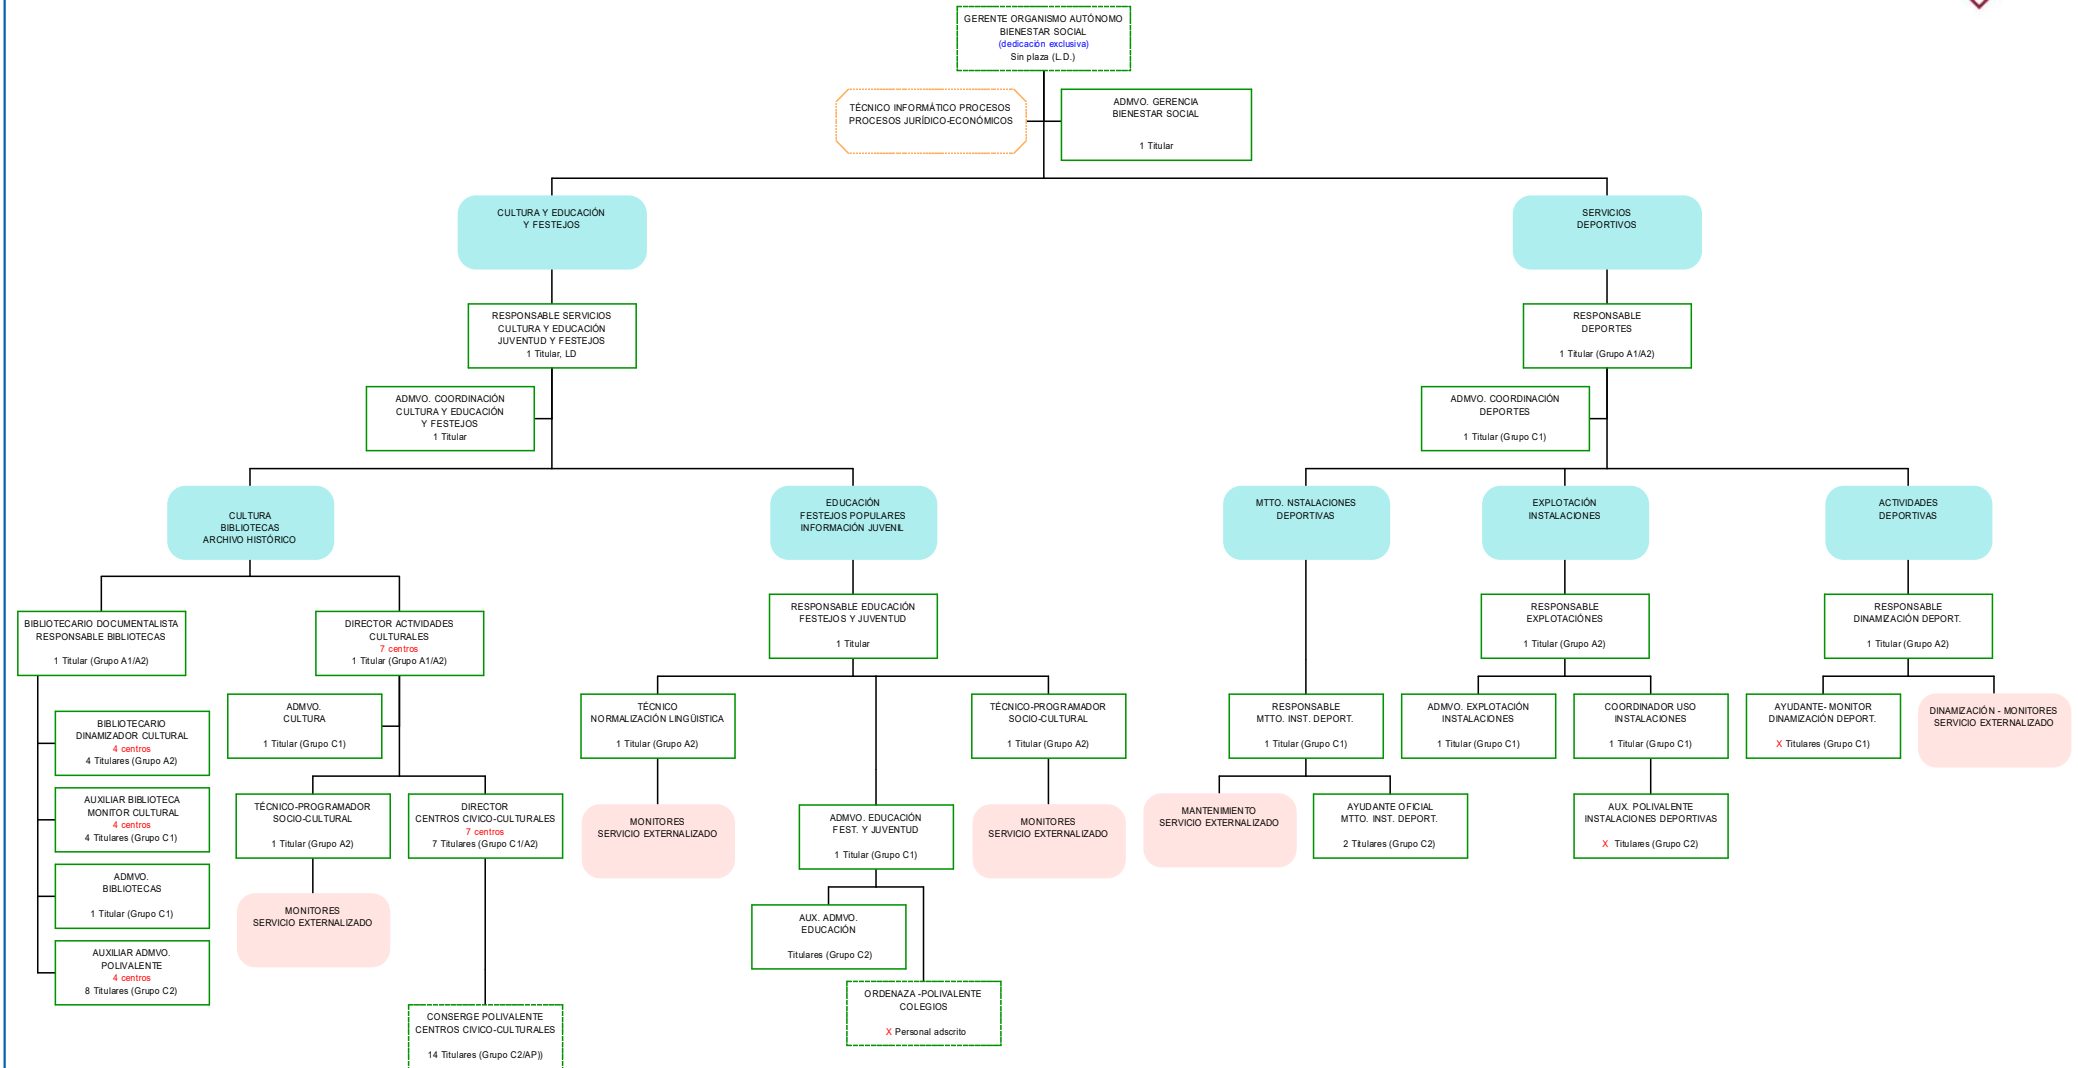 GERENTE ORGANISMO AUTÓNOMO
BIENESTAR SOCIAL
(dedicación exclusiva)
Sin plaza (L.D.)
TÉCNICO INFORMÁTICO PROCESOS
PROCESOS JURÍDICO-ECONÓMICOS
ADMVO. GERENCIA
BIENESTAR SOCIAL
1 Titular
CULTURA Y EDUCACIÓN
Y FESTEJOS
SERVICIOS
DEPORTIVOS
RESPONSABLE SERVICIOS
CULTURA Y EDUCACIÓN
JUVENTUD Y FESTEJOS
1 Titular, LD
RESPONSABLE
DEPORTES
1 Titular (Grupo A1/A2)
ADMVO. COORDINACIÓN
CULTURA Y EDUCACIÓN
Y FESTEJOS
1 Titular
ADMVO. COORDINACIÓN
DEPORTES
1 Titular (Grupo C1)
CULTURA
BIBLIOTECAS
ARCHIVO HISTÓRICO
EDUCACIÓN
FESTEJOS POPULARES
INFORMACIÓN JUVENIL
MTTO. NSTALACIONES
DEPORTIVAS
EXPLOTACIÓN
INSTALACIONES
ACTIVIDADES
DEPORTIVAS
BIBLIOTECARIO DOCUMENTALISTA
RESPONSABLE BIBLIOTECAS
1 Titular (Grupo A1/A2)
DIRECTOR ACTIVIDADES
CULTURALES
7 centros
1 Titular (Grupo A1/A2)
RESPONSABLE EDUCACIÓN
FESTEJOS Y JUVENTUD
1 Titular
RESPONSABLE
EXPLOTACIÓNES
1 Titular (Grupo A2)
RESPONSABLE
DINAMIZACIÓN DEPORT.
1 Titular (Grupo A2)
BIBLIOTECARIO
DINAMIZADOR CULTURAL
4 centros
4 Titulares (Grupo A2)
ADMVO.
CULTURA
1 Titular (Grupo C1)
TÉCNICO
NORMALIZACIÓN LINGÜISTICA
1 Titular (Grupo A2)
TÉCNICO-PROGRAMADOR
SOCIO-CULTURAL
1 Titular (Grupo A2)
RESPONSABLE
MTTO. INST. DEPORT.
1 Titular (Grupo C1)
ADMVO. EXPLOTACIÓN
INSTALACIONES
1 Titular (Grupo C1)
COORDINADOR USO
INSTALACIONES
1 Titular (Grupo C1)
AYUDANTE- MONITOR
DINAMIZACIÓN DEPORT.
X Titulares (Grupo C1)
DINAMIZACIÓN - MONITORES
SERVICIO EXTERNALIZADO
AUXILIAR BIBLIOTECA
MONITOR CULTURAL
4 centros
4 Titulares (Grupo C1)
TÉCNICO-PROGRAMADOR
SOCIO-CULTURAL
1 Titular (Grupo A2)
DIRECTOR
CENTROS CIVICO-CULTURALES
7 centros
7 Titulares (Grupo C1/A2)
MONITORES
SERVICIO EXTERNALIZADO
ADMVO. EDUCACIÓN
FEST. Y JUVENTUD
1 Titular (Grupo C1)
MONITORES
SERVICIO EXTERNALIZADO
MANTENIMIENTO
SERVICIO EXTERNALIZADO
AYUDANTE OFICIAL
MTTO. INST. DEPORT.
2 Titulares (Grupo C2)
AUX. POLIVALENTE
INSTALACIONES DEPORTIVAS
X Titulares (Grupo C2)
ADMVO.
BIBLIOTECAS
1 Titular (Grupo C1)
MONITORES
SERVICIO EXTERNALIZADO
AUX. ADMVO.
EDUCACIÓN
Titulares (Grupo C2)
AUXILIAR ADMVO.
POLIVALENTE
4 centros
8 Titulares (Grupo C2)
ORDENAZA -POLIVALENTE
COLEGIOS
X Personal adscrito
CONSERGE POLIVALENTE
CENTROS CIVICO-CULTURALES
14 Titulares (Grupo C2/AP))